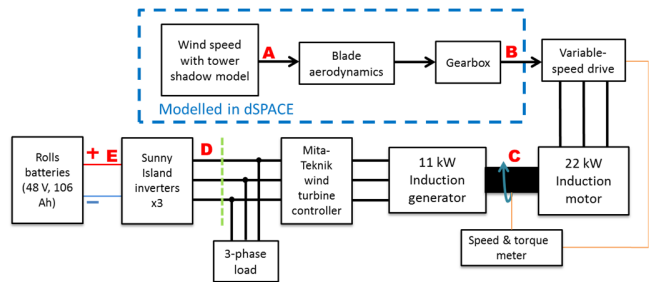 Wind speed
with tower
shadow model
A
Blade
aerodynamics
Gearbox
B
Variable-
speed drive
Modelled in dSPACE
Rolls
batteries
(48 V, 106
Ah)
+
E
–
Sunny
Island
inverters
x3
D
Mita-
Teknik
wind
turbine
controller
11 kW
Induction
generator
C
22 kW
Induction
motor
3-phase
load
Speed & torque
meter